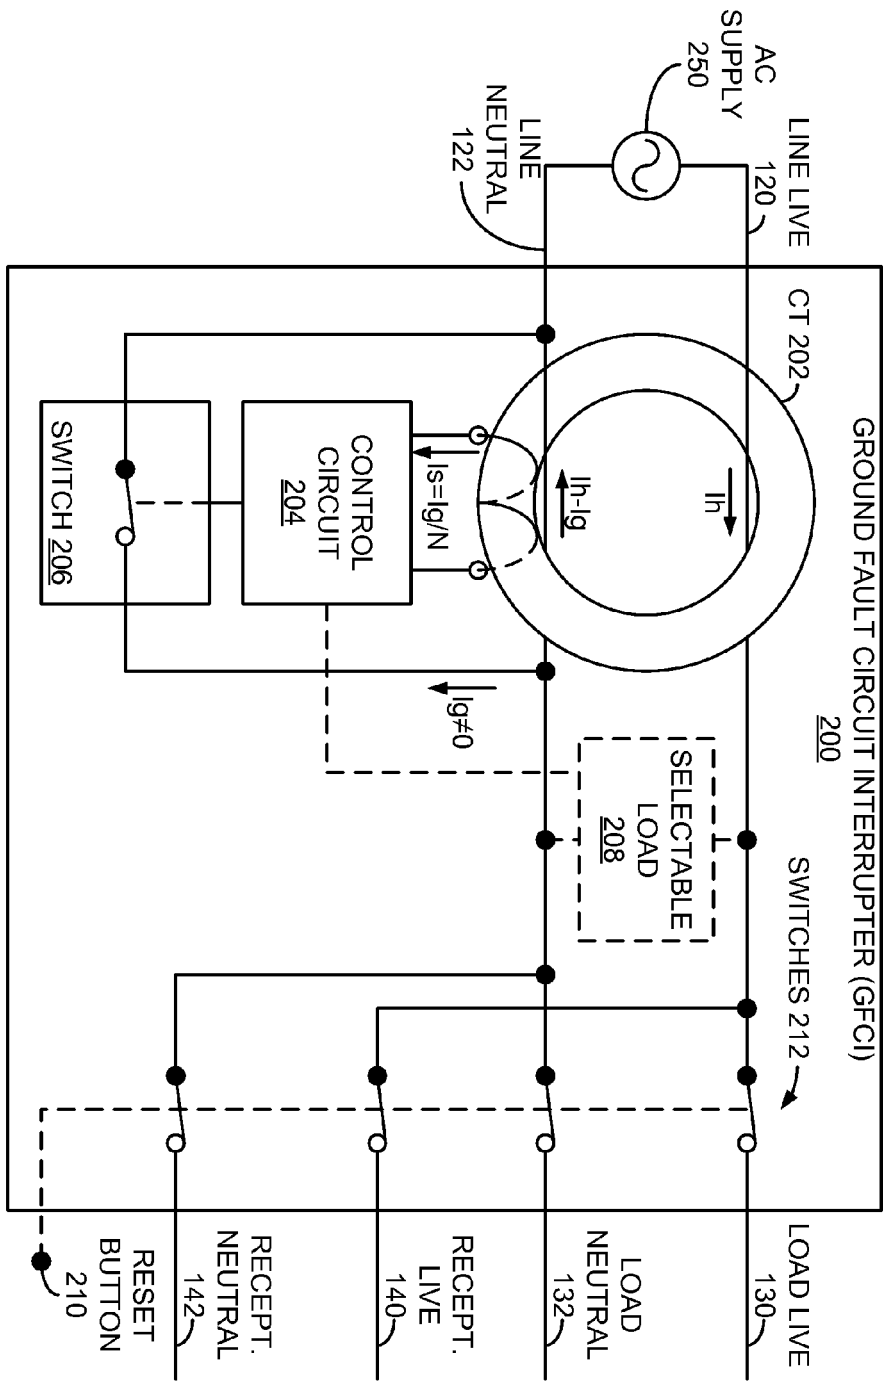 GROUND FAULT CIRCUIT INTERRUPTER (GFCI)
200
AC
SUPPLY
250
LINE LIVE
120
LINE
NEUTRAL
122
CT 202
Ih
Ih-Ig
Is=Ig/N
CONTROL
CIRCUIT
204
SWITCH 206
Ig≠0
SELECTABLE
LOAD
208
SWITCHES 212
LOAD LIVE
130
LOAD
NEUTRAL
132
RECEPT.
LIVE
140
RECEPT.
NEUTRAL
142
RESET
BUTTON
210